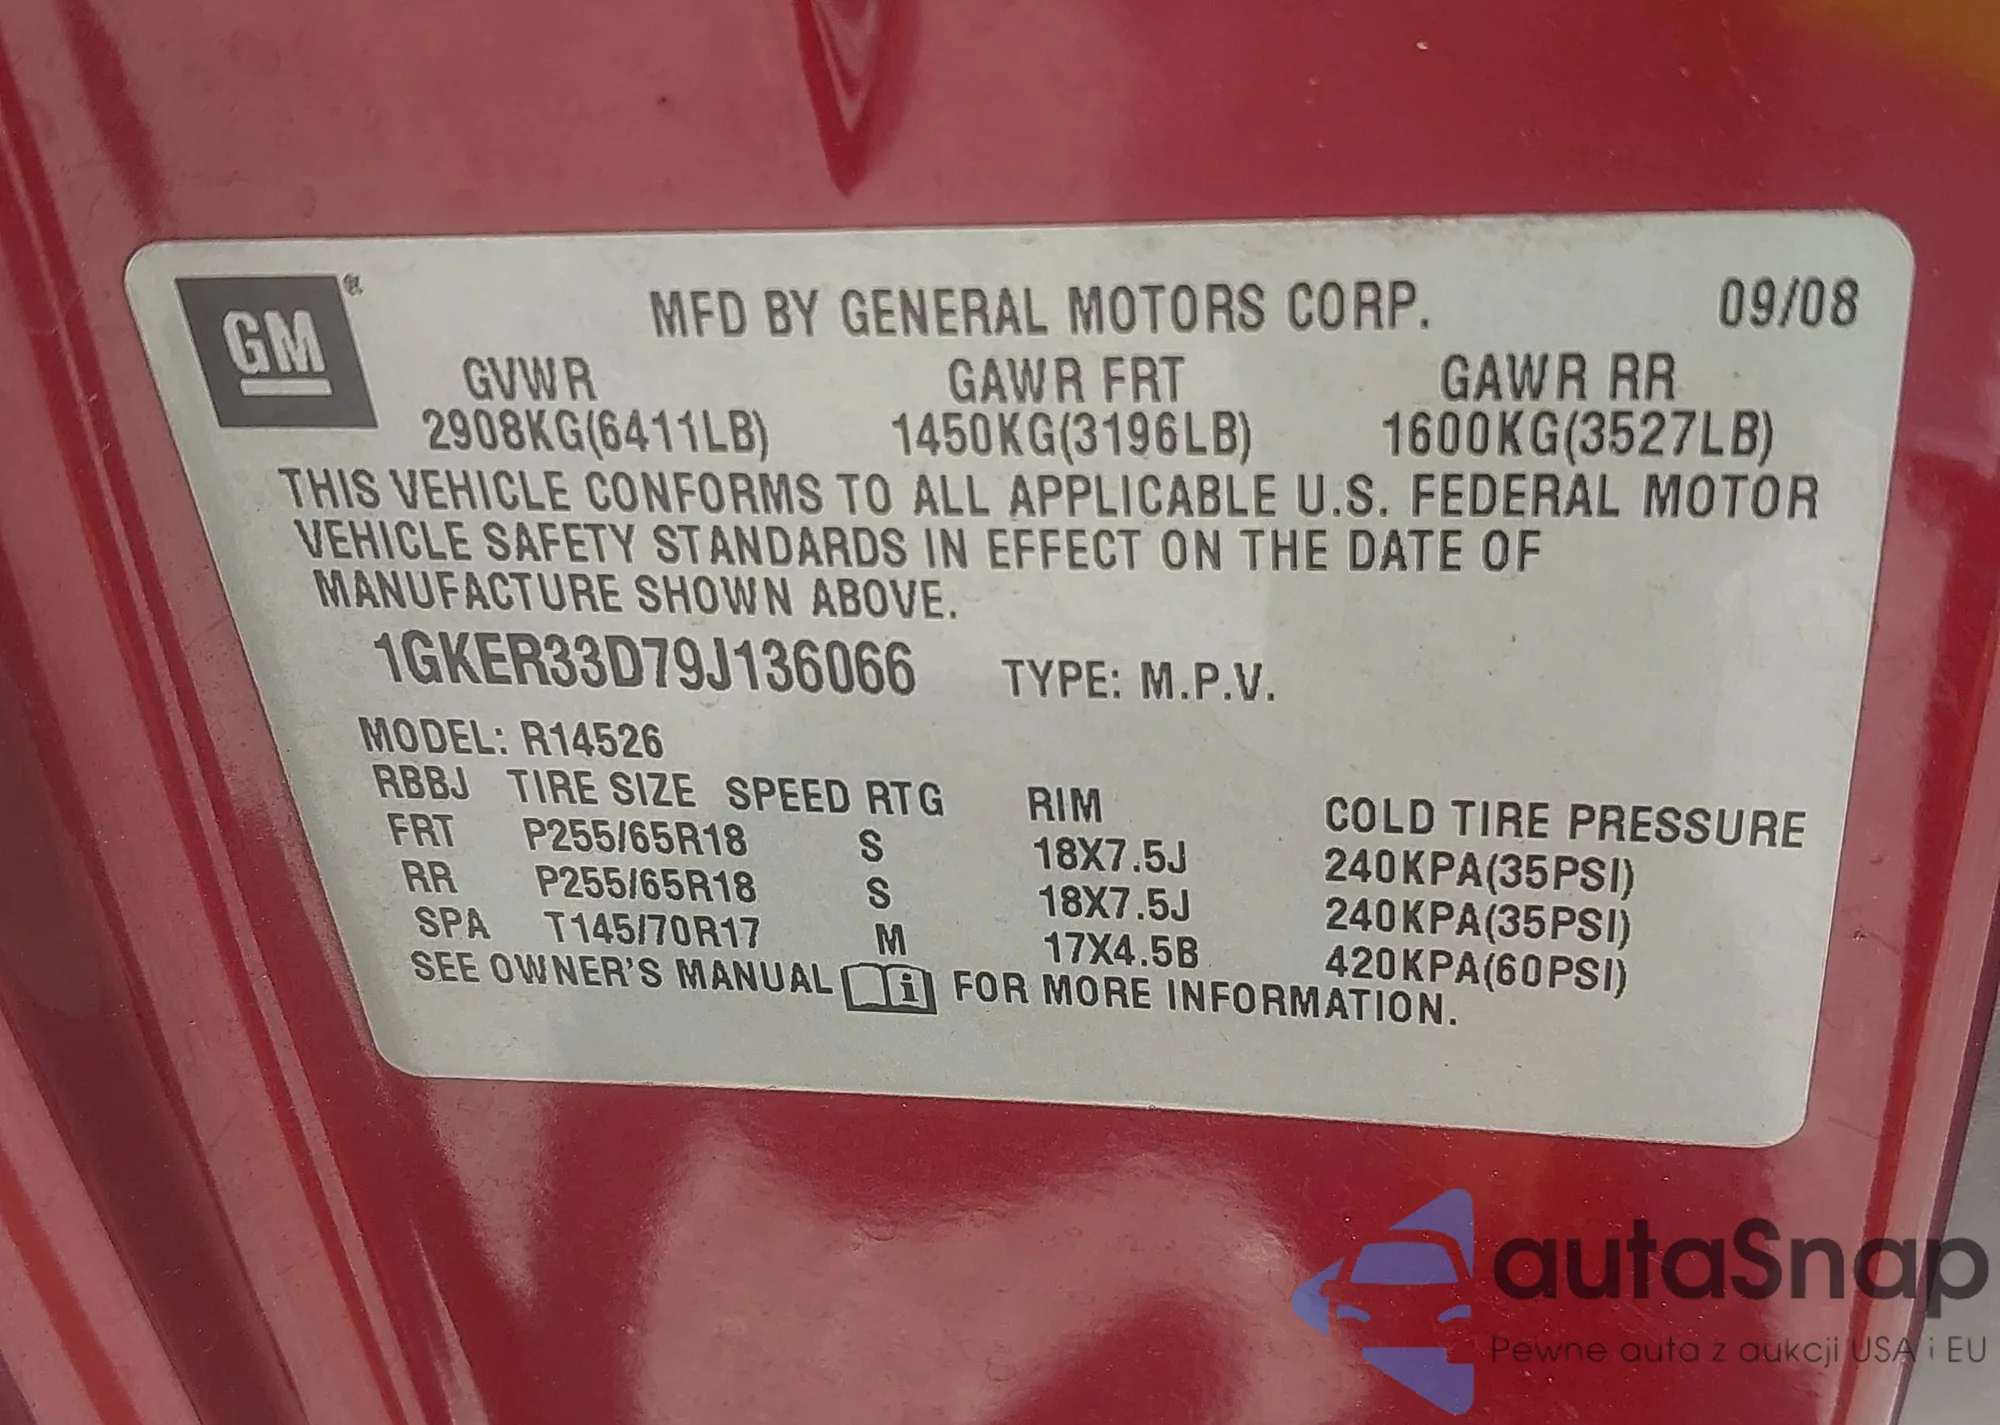 GM®
MFD BY GENERAL MOTORS CORP. 09/08
GVWR GAWR FRT GAWR RR
2908KG(6411LB) 1450KG(3196LB) 1600KG(3527LB)
THIS VEHICLE CONFORMS TO ALL APPLICABLE U.S. FEDERAL MOTOR
VEHICLE SAFETY STANDARDS IN EFFECT ON THE DATE OF
MANUFACTURE SHOWN ABOVE.
1GKER33D79J136066 TYPE: M.P.V.
MODEL: R14526
RBBJ TIRE SIZE SPEED RTG RIM COLD TIRE PRESSURE
FRT P255/65R18 S 18X7.5J 240KPA(35PSI)
RR P255/65R18 S 18X7.5J 240KPA(35PSI)
SPA T145/70R17 M 17X4.5B 420KPA(60PSI)
SEE OWNER'S MANUAL i FOR MORE INFORMATION.
autaSnap
Pewne auta z aukcji USA i EU